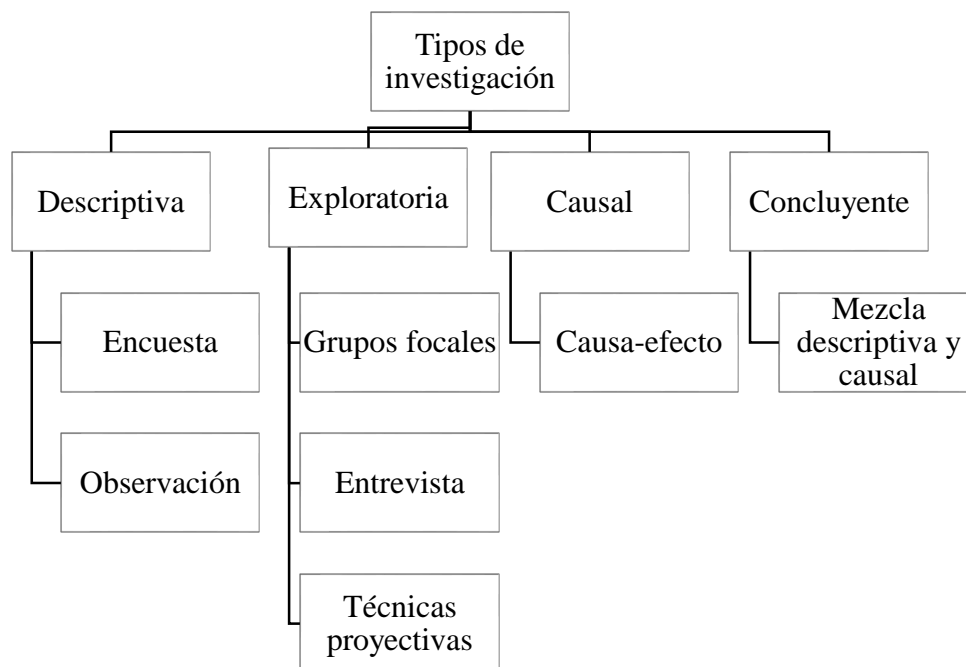 Tipos de
investigación
Descriptiva
Exploratoria
Causal
Concluyente
Encuesta
Grupos focales
Causa-efecto
Mezcla
descriptiva y
causal
Observación
Entrevista
Técnicas
proyectivas